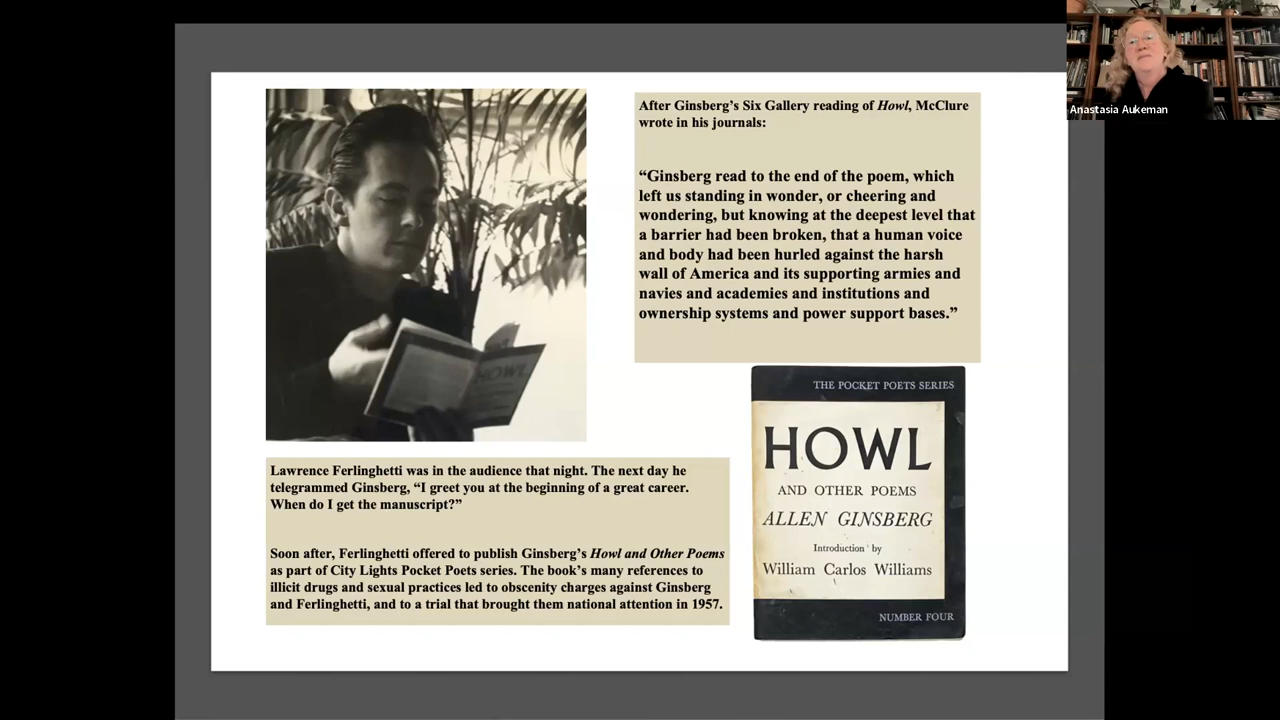 After Ginsberg's Six Gallery reading of Howl, McClure
wrote in his journals:
“Ginsberg read to the end of the poem, which
left us standing in wonder, or cheering and
wondering, but knowing at the deepest level that
a barrier had been broken, that a human voice
and body had been hurled against the harsh
wall of America and its supporting armies and
navies and academies and institutions and
ownership systems and power support bases.”
HOWL
Lawrence Ferlinghetti was in the audience that night. The next day he
telegrammed Ginsberg, “I greet you at the beginning of a great career.
When do I get the manuscript?”
Soon after, Ferlinghetti offered to publish Ginsberg's Howl and Other Poems
as part of City Lights Pocket Poets series. The book's many references to
illicit drugs and sexual practices led to obscenity charges against Ginsberg
and Ferlinghetti, and to a trial that brought them national attention in 1957.
THE POCKET POETS SERIES
HOWL
AND OTHER POEMS
ALLEN GINSBERG
Introduction by
William Carlos Williams
NUMBER FOUR
Anastasia Aukeman